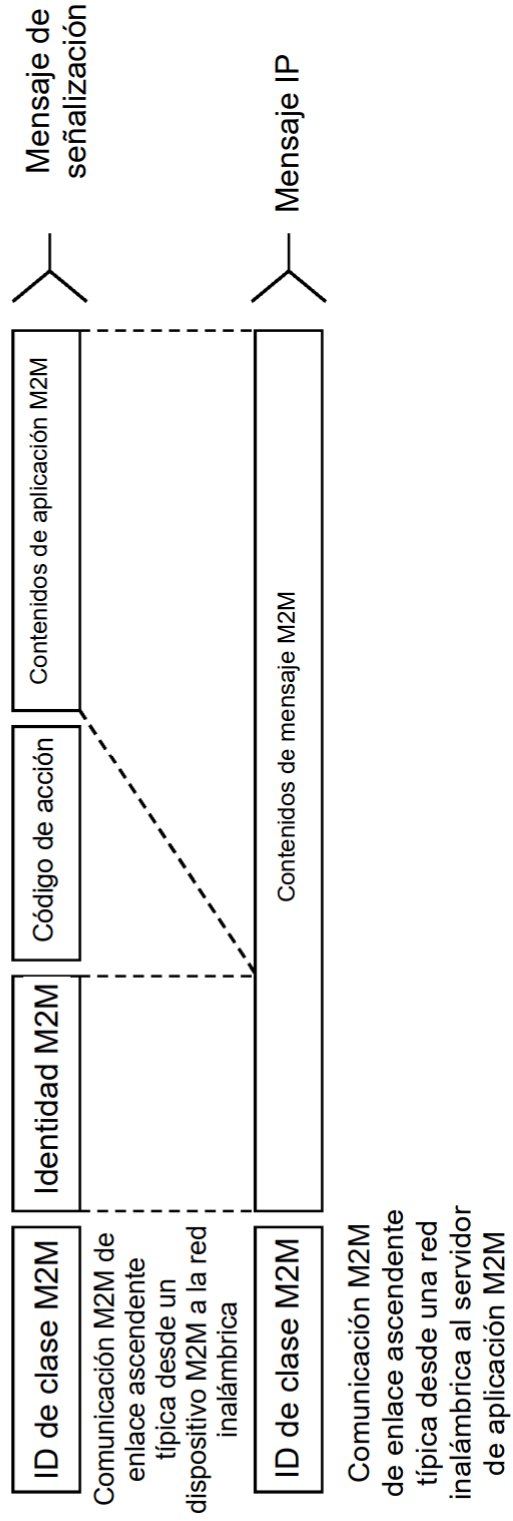 ID de clase M2M
Identidad M2M
Código de acción
Contenidos de aplicación M2M
Mensaje de
señalización
Comunicación M2M de
enlace ascendente
típica desde un
dispositivo M2M a la red
inalámbrica
ID de clase M2M
Contenidos de mensaje M2M
Mensaje IP
Comunicación M2M
de enlace ascendente
típica desde una red
inalámbrica al servidor
de aplicación M2M